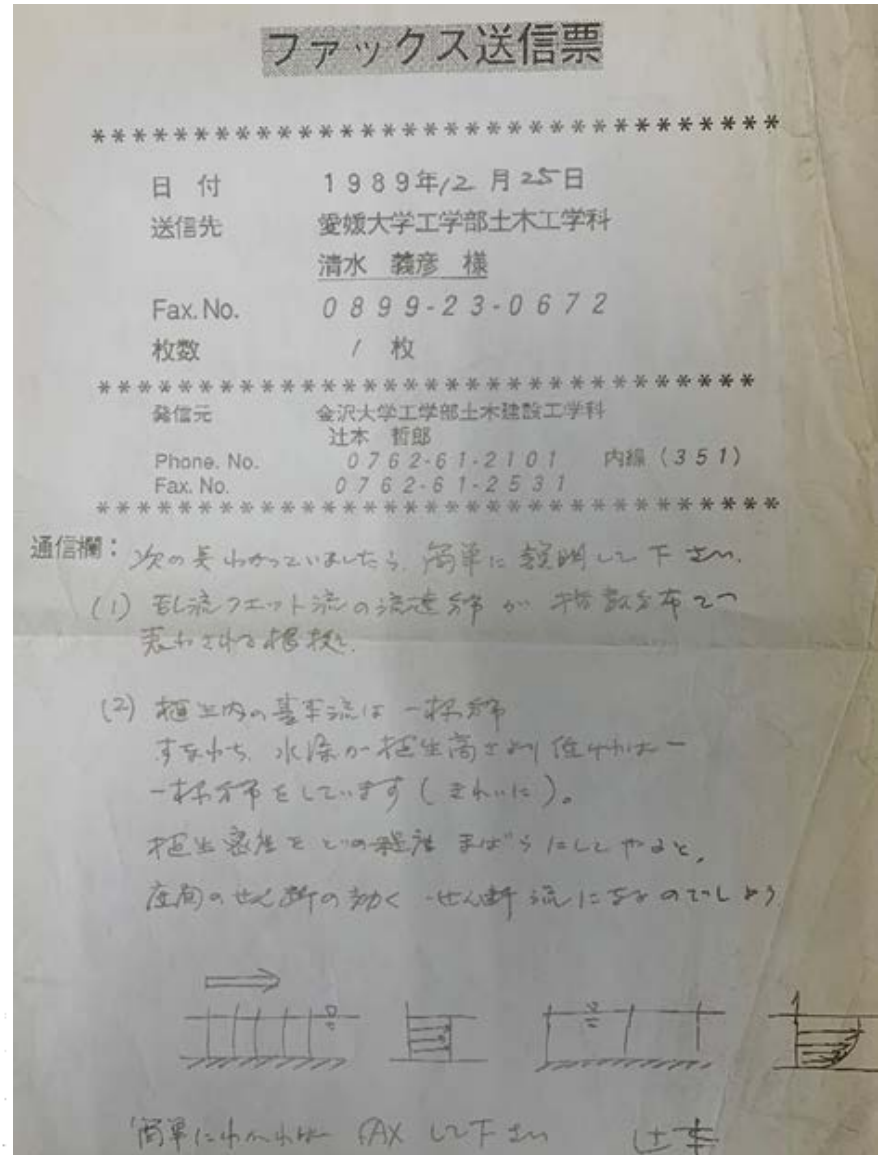 ファックス送信票
*********************************
日 付 1989年12月25日
送信先 愛媛大学工学部土木工学科
清水 義彦 様
Fax. No. 0899-23-0672
枚数 1 枚
********************************
発信元 金沢大学工学部土木建設工学科
辻本 哲郎
Phone. No. 0762-61-2101 内線 (351)
Fax. No. 0762-61-2531
*********************************
通信欄: 次の点わかっていましたら、簡単に説明して下さい.
(1) 乱流フェット流の流速分布が 指数分布でつ
表わされる根拠.
(2) 植生内の基本流は 一様分布
すなわち、水深が植生高さより低ければ
一様分布をしています (きれいに)。
植生密度をどの程度 まばらにしてやると,
底面のせん断の効く せん断流になるのでしょう
簡単にわかれば FAX して下さい 辻本